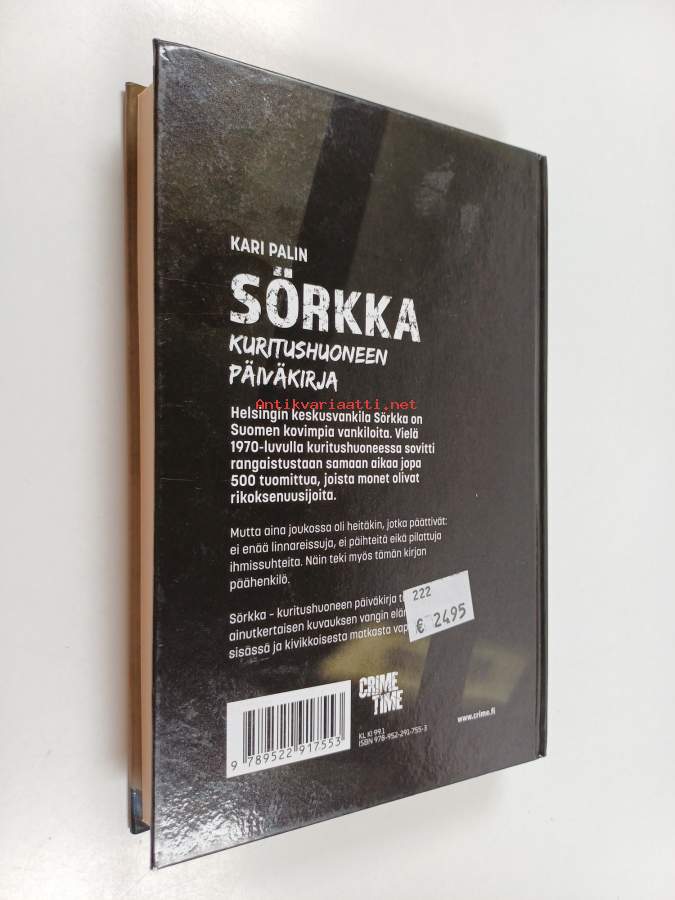 KARI PALIN
SÖRKKA
KURITUSHUONEEN
PÄIVÄKIRJA
Antikvariaatti.net
Helsingin keskusvankila Sörkka on
Suomen kovimpia vankiloita. Vielä
1970-luvulla kuritushuoneessa sovitti
rangaistustaan samaan aikaa jopa
500 tuomittua, joista monet olivat
rikoksenuusijoita.
Mutta aina joukossa oli heitäkin, jotka päättivät:
ei enää linnareissuja, ei päihteitä eikä pilattuja
ihmissuhteita. Näin teki myös tämän kirjan
päähenkilö.
Sörkka – kuritushuoneen päiväkirja
ainutkertaisen kuvauksen vangin
sisässä ja kivikkoisesta matkasta
222
€ 2495
CRIME
TIME
KL KI 99.1
ISBN 978-952-291-755-3
www.crime.fi
9 789522 917553